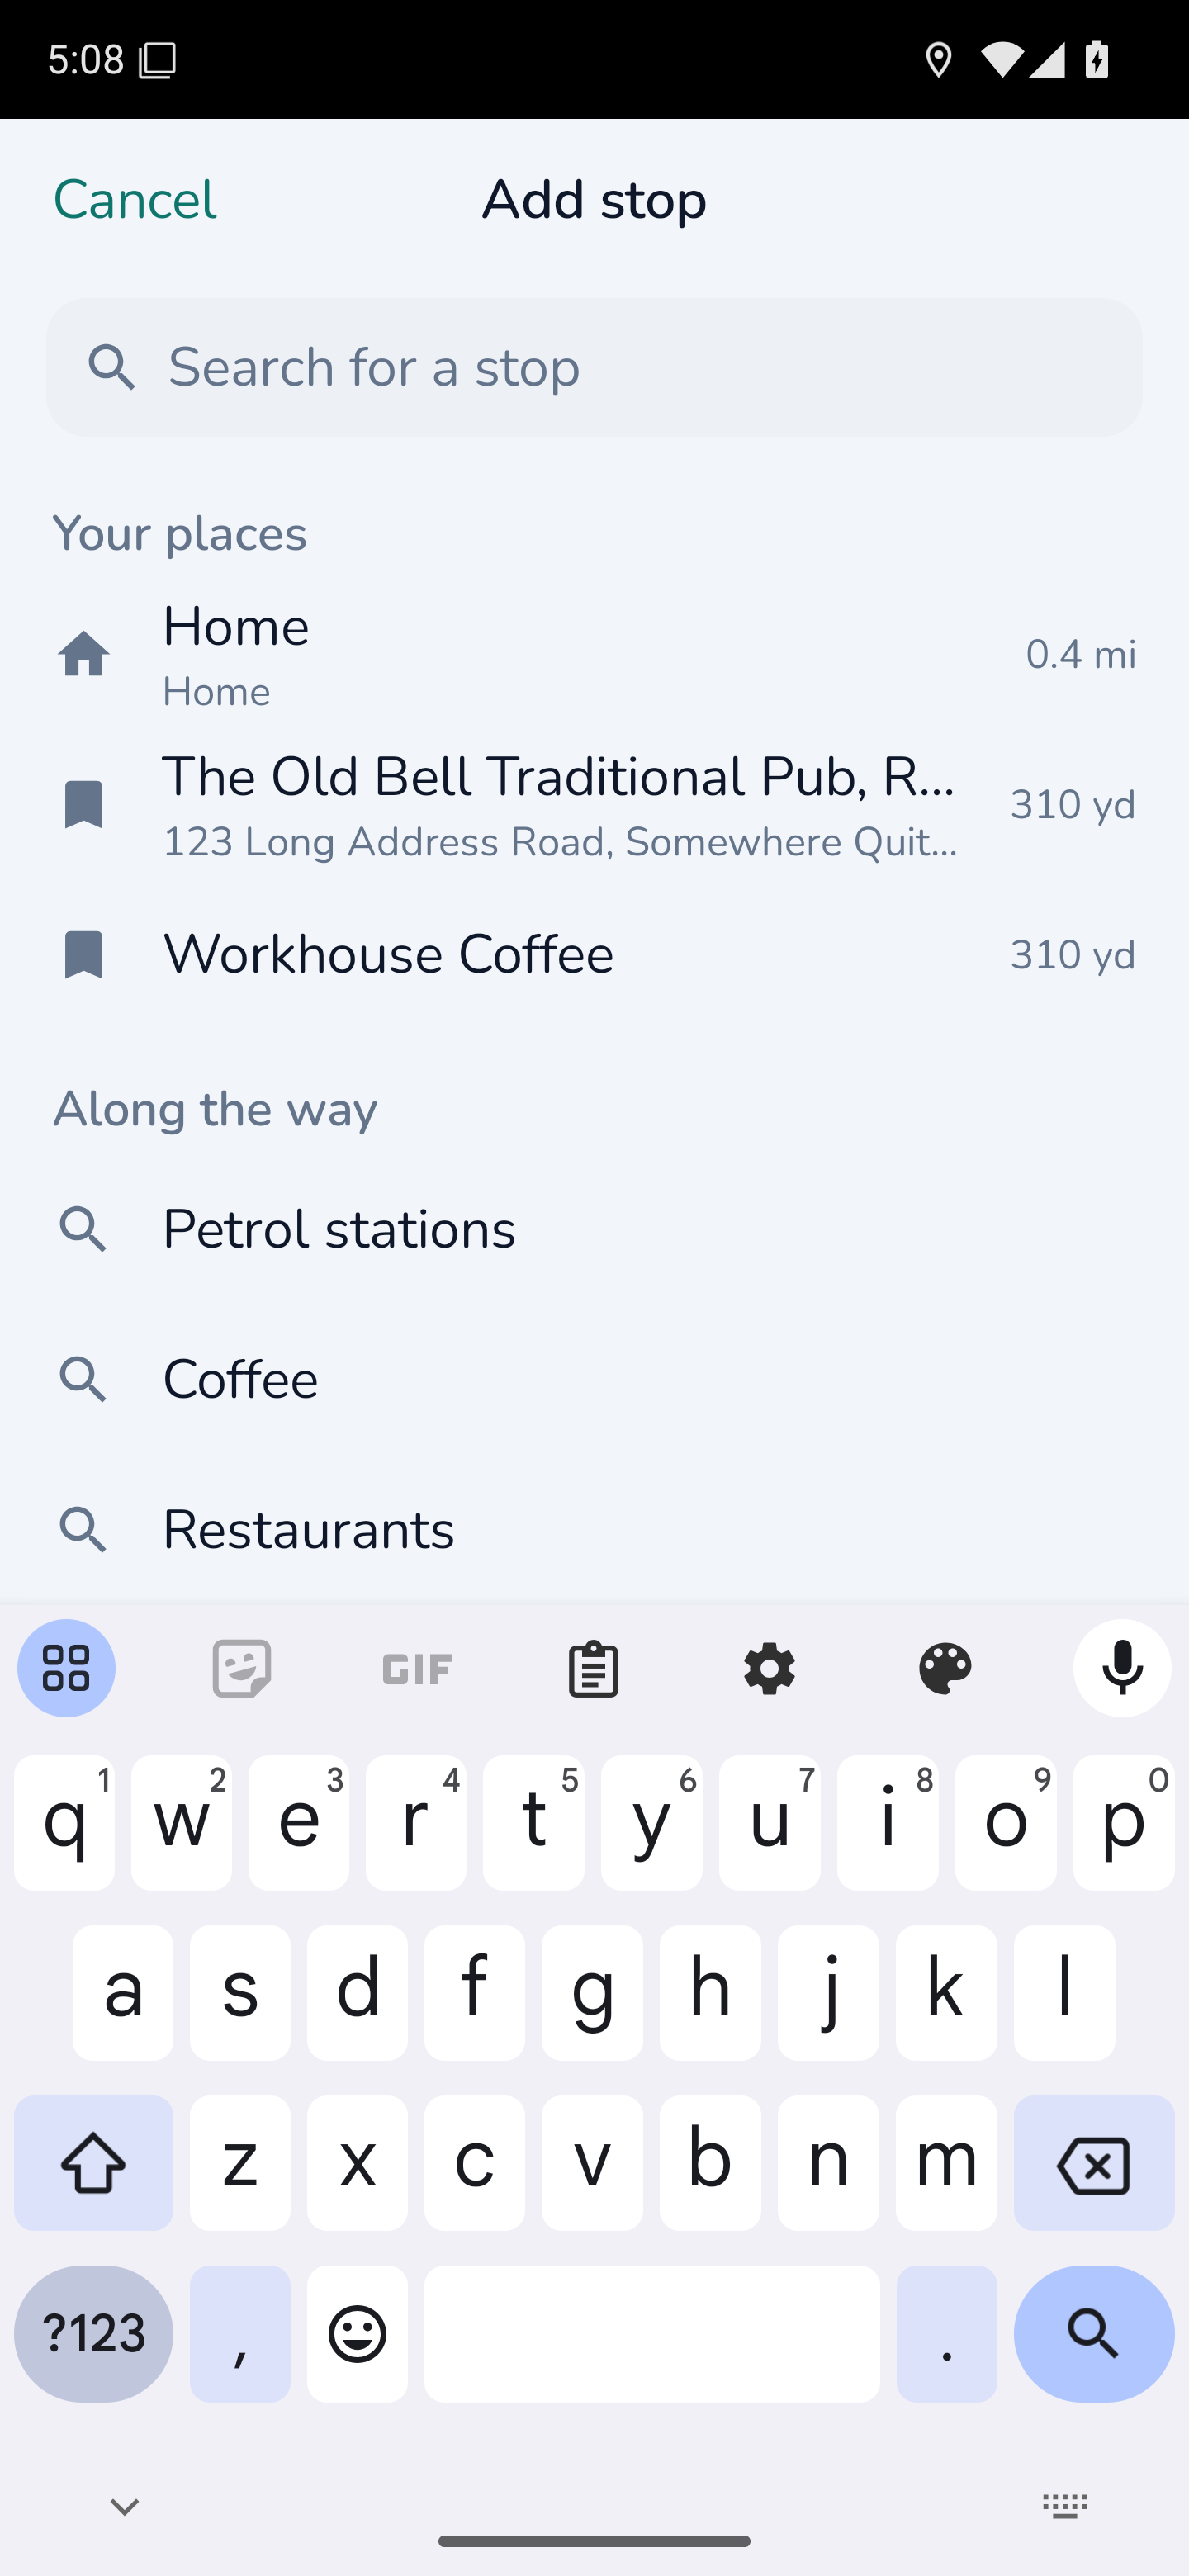 5:08
Cancel
Add stop
Search for a stop
Your places
Home
Home
0.4 mi
The Old Bell Traditional Pub, R...
123 Long Address Road, Somewhere Quit...
310 yd
Workhouse Coffee
310 yd
Along the way
Petrol stations
Coffee
Restaurants
GIF
q1 w2 e3 r4 t5 y6 u7 i8 o9 p0
a s d f g h j k l
z x c v b n m
?123 , .